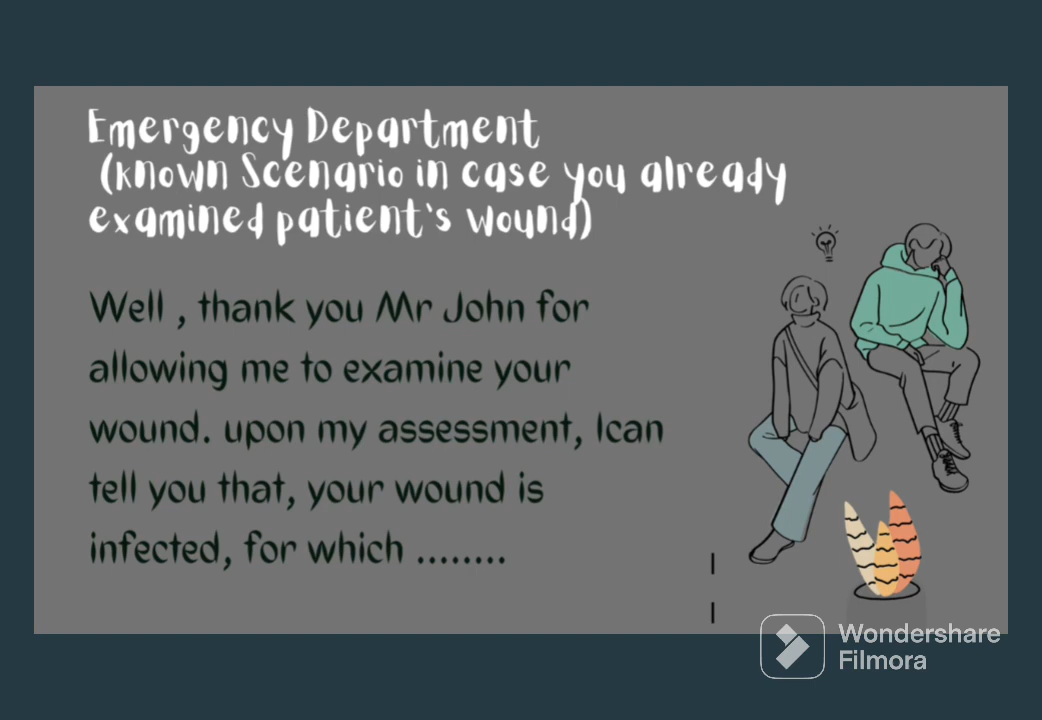 Emergency Department
(known Scenario in case you already
examined patient's wound)
Well , thank you Mr John for
allowing me to examine your
wound. upon my assessment, Ican
tell you that, your wound is
infected, for which ........
Wondershare
Filmora